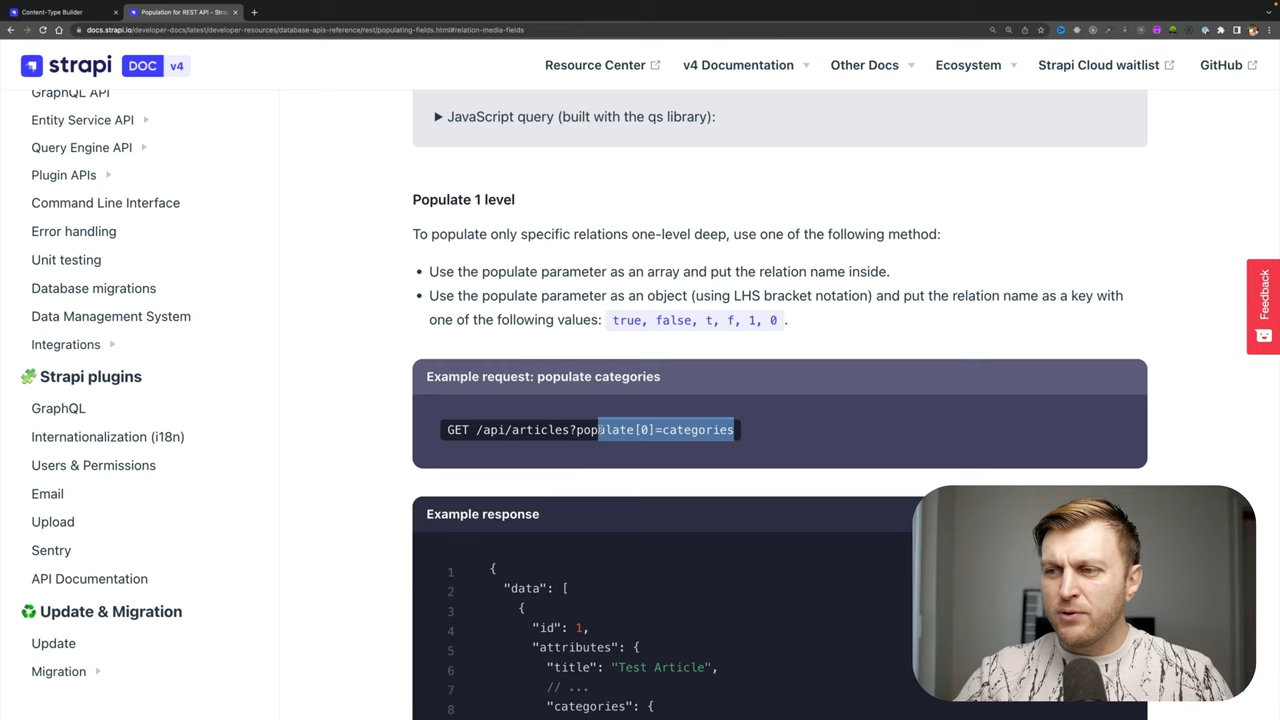 Content-Type Builder
Population for REST API - Stra
docs.strapi.io/developer-docs/latest/developer-resources/database-apis-reference/rest/populating-fields.html#relation-media-fields
strapi DOC v4
Resource Center
v4 Documentation
Other Docs
Ecosystem
Strapi Cloud waitlist
GitHub
GraphQL API
Entity Service API
Query Engine API
Plugin APIs
Command Line Interface
Error handling
Unit testing
Database migrations
Data Management System
Integrations
Strapi plugins
GraphQL
Internationalization (i18n)
Users & Permissions
Email
Upload
Sentry
API Documentation
Update & Migration
Update
Migration
JavaScript query (built with the qs library):
Populate 1 level
To populate only specific relations one-level deep, use one of the following method:
• Use the populate parameter as an array and put the relation name inside.
• Use the populate parameter as an object (using LHS bracket notation) and put the relation name as a key with
one of the following values: true, false, t, f, 1, 0 .
Example request: populate categories
GET /api/articles?populate[0]=categories
Example response
1 {
2 "data": [
3 {
4 "id": 1,
5 "attributes": {
6 "title": "Test Article",
7 // ...
8 "categories": {
Feedback